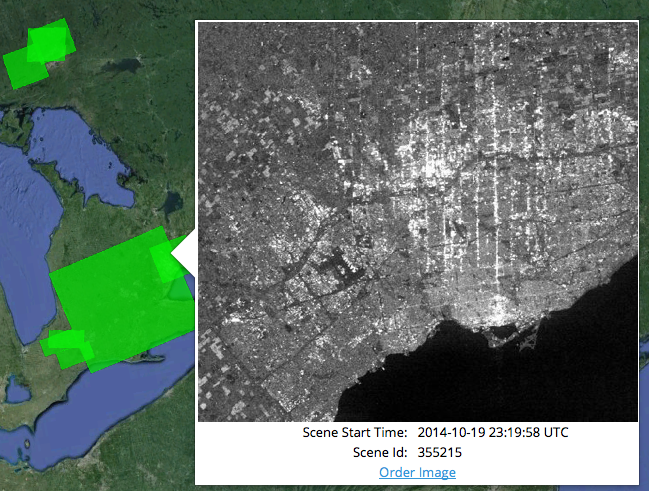 Scene Start Time: 2014-10-19 23:19:58 UTC
Scene Id: 355215
Order Image